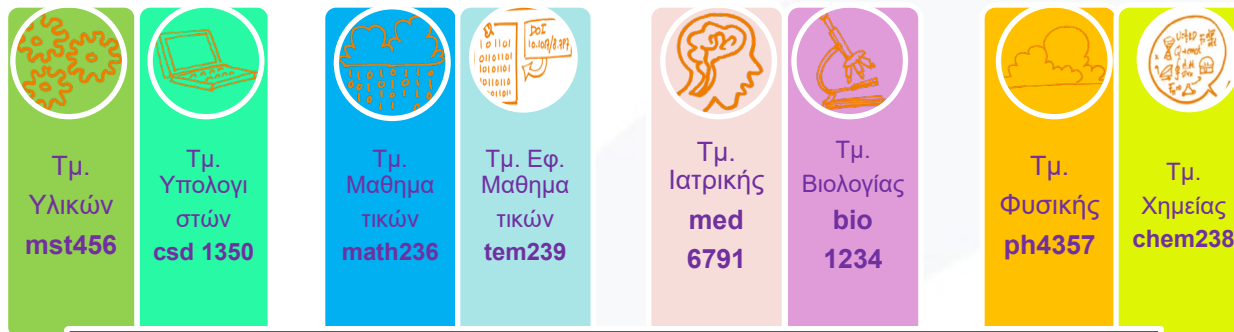 Τμ.
Υλικών
mst456
Τμ.
Υπολογι
στών
csd 1350
Τμ.
Μαθημα
τικών
math236
Τμ. Εφ.
Μαθημα
τικών
tem239
Τμ.
Ιατρικής
med
6791
Τμ.
Βιολογίας
bio
1234
Τμ.
Φυσικής
ph4357
Τμ.
Χημείας
chem238